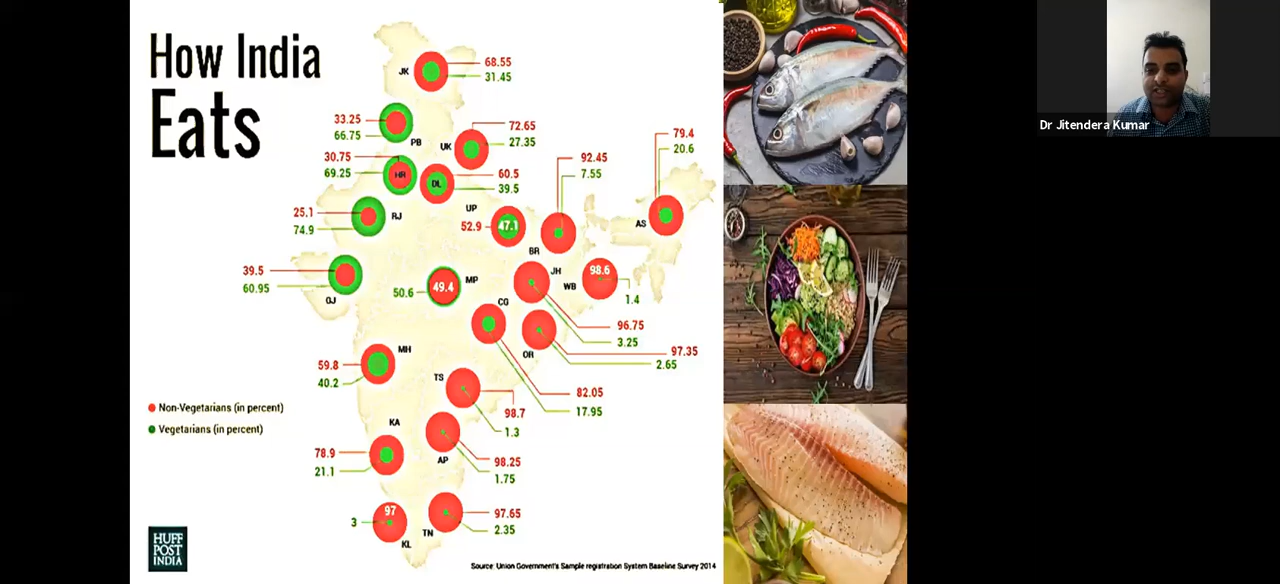 How India
Eats
JK
68.55
31.45
33.25
66.75
PB
72.65
27.35
UK
79.4
20.6
AS
30.75
69.25
HR
DL
60.5
39.5
92.45
7.55
BR
25.1
74.9
RJ
UP
52.9
47.1
39.5
60.95
GJ
50.6
49.4
MP
JH
96.75
3.25
WB
98.6
1.4
CG
82.05
17.95
OR
97.35
2.65
59.8
40.2
MH
TS
98.7
1.3
Non-Vegetarians (in percent)
Vegetarians (in percent)
KA
78.9
21.1
AP
98.25
1.75
3
97
KL
TN
97.65
2.35
HUFF
POST
INDIA
Source: Union Government's Sample registration System Baseline Survey 2014
Dr Jitendera Kumar